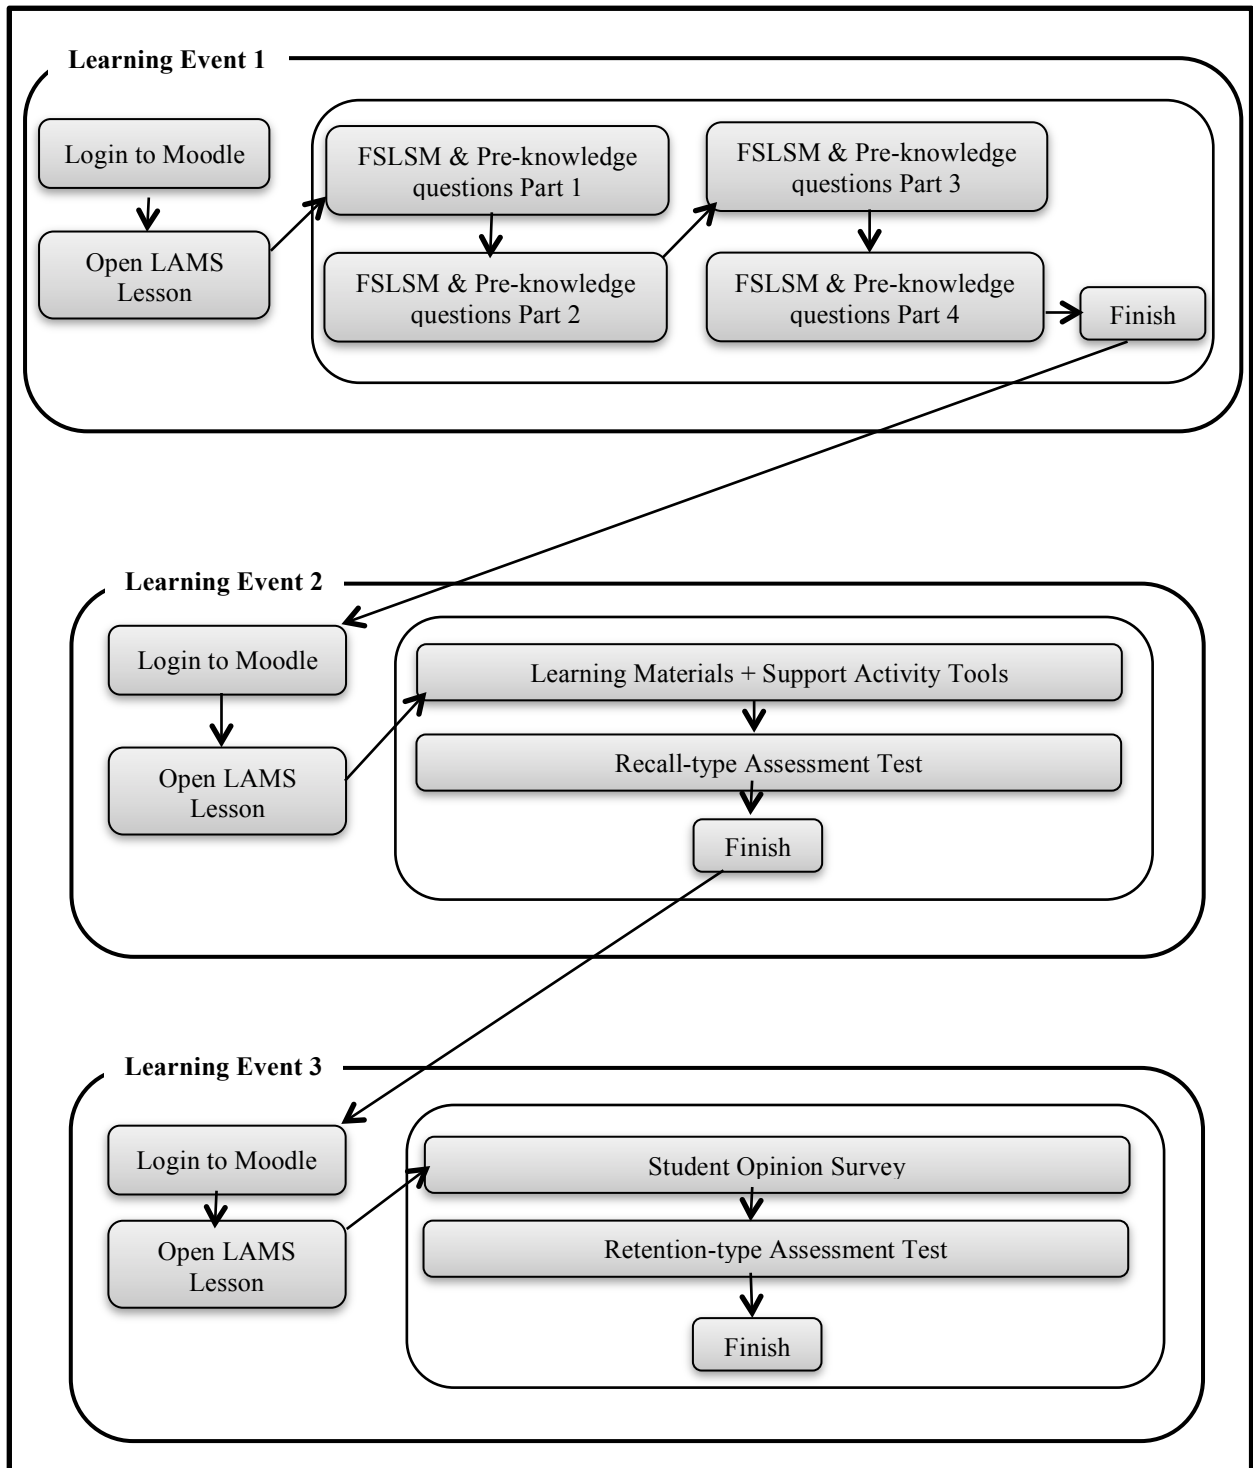 Learning Event 1
Login to Moodle
Open LAMS
Lesson
FSLSM & Pre-knowledge
questions Part 1
FSLSM & Pre-knowledge
questions Part 2
FSLSM & Pre-knowledge
questions Part 3
FSLSM & Pre-knowledge
questions Part 4
Finish
Learning Event 2
Login to Moodle
Open LAMS
Lesson
Learning Materials + Support Activity Tools
Recall-type Assessment Test
Finish
Learning Event 3
Login to Moodle
Open LAMS
Lesson
Student Opinion Survey
Retention-type Assessment Test
Finish